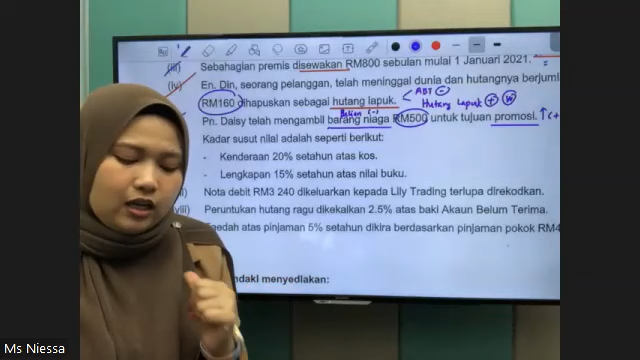 (iii) Sebahagian premis disewakan RM800 sebulan mulai 1 Januari 2021.
(iv) En. Din, seorang pelanggan, telah meninggal dunia dan hutangnya berjuml
ABT (-)
RM160 dihapuskan sebagai hutang lapuk.
Hutang Lapuk (+)
Belian (-)
Pn. Daisy telah mengambil barang niaga RM500 untuk tujuan promosi.
Kadar susut nilai adalah seperti berikut:
- Kenderaan 20% setahun atas kos.
- Lengkapan 15% setahun atas nilai buku.
Nota debit RM3 240 dikeluarkan kepada Lily Trading terlupa direkodkan.
viii) Peruntukan hutang ragu dikekalkan 2.5% atas baki Akaun Belum Terima.
Faedah atas pinjaman 5% setahun dikira berdasarkan pinjaman pokok RM4
ndaki menyediakan:
Ms Niessa